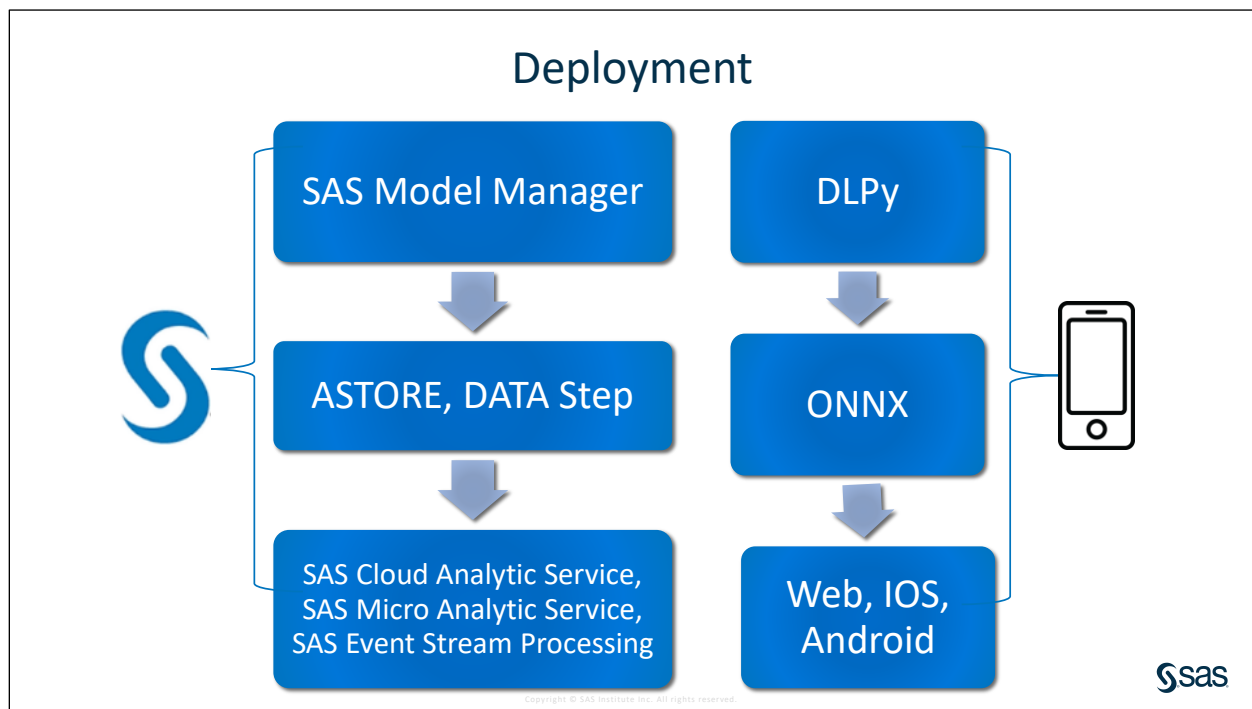 Deployment
SAS Model Manager
ASTORE, DATA Step
SAS Cloud Analytic Service,
SAS Micro Analytic Service,
SAS Event Stream Processing
DLPy
ONNX
Web, IOS,
Android
Copyright © SAS Institute Inc. All rights reserved.
sas